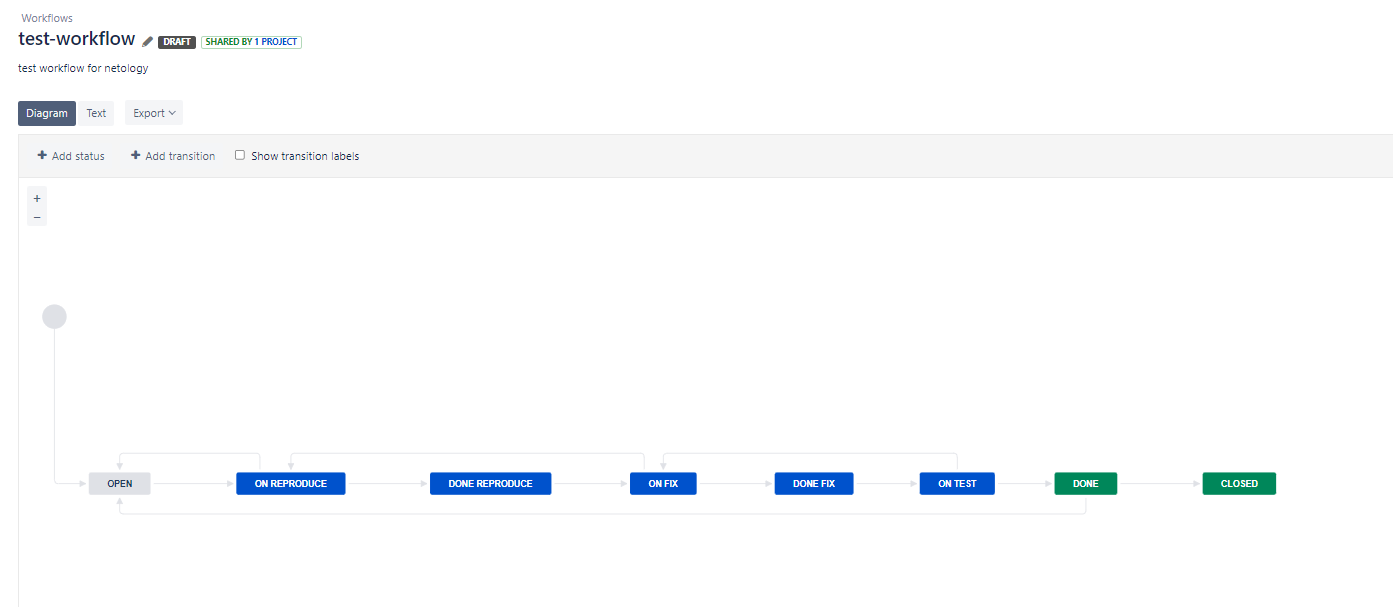 Workflows
test-workflow DRAFT SHARED BY 1 PROJECT
test workflow for netology
Diagram Text Export
+ Add status + Add transition Show transition labels
+
−
OPEN ON REPRODUCE DONE REPRODUCE ON FIX DONE FIX ON TEST DONE CLOSED